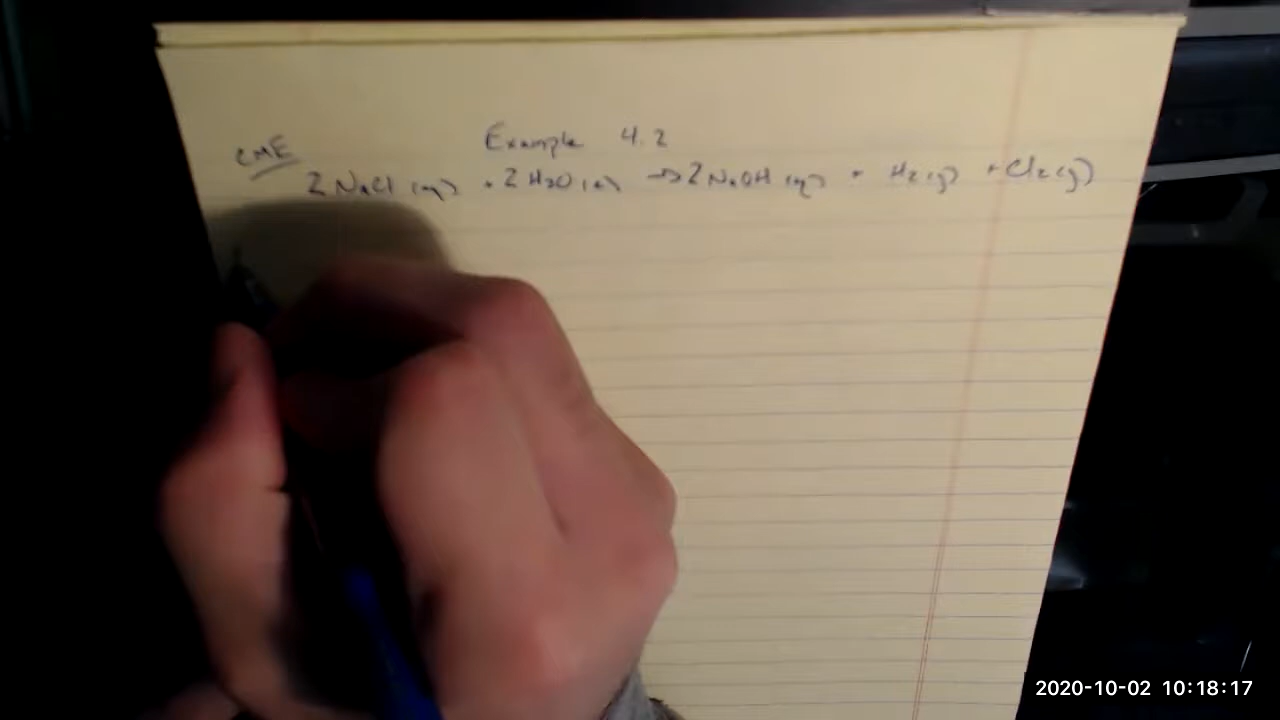 Example 4.2
CME
2 NaCl (aq) + 2 H2O (l) → 2 NaOH (aq) + H2 (g) + Cl2 (g)
2020-10-02 10:18:17